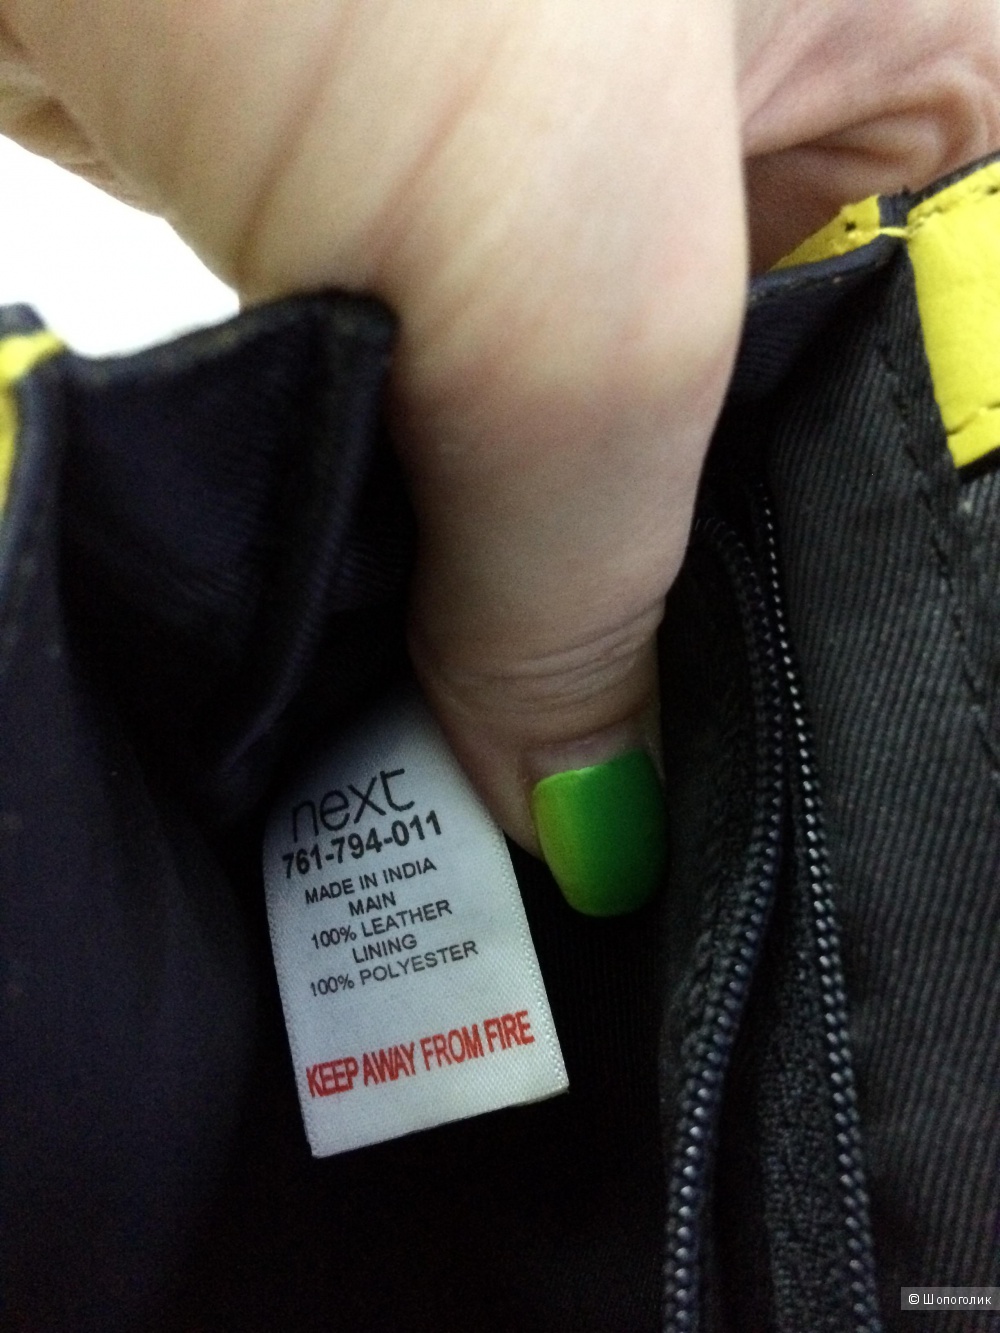 next
761-794-011
MADE IN INDIA
MAIN
100% LEATHER
LINING
100% POLYESTER
KEEP AWAY FROM FIRE
© Шопоголик